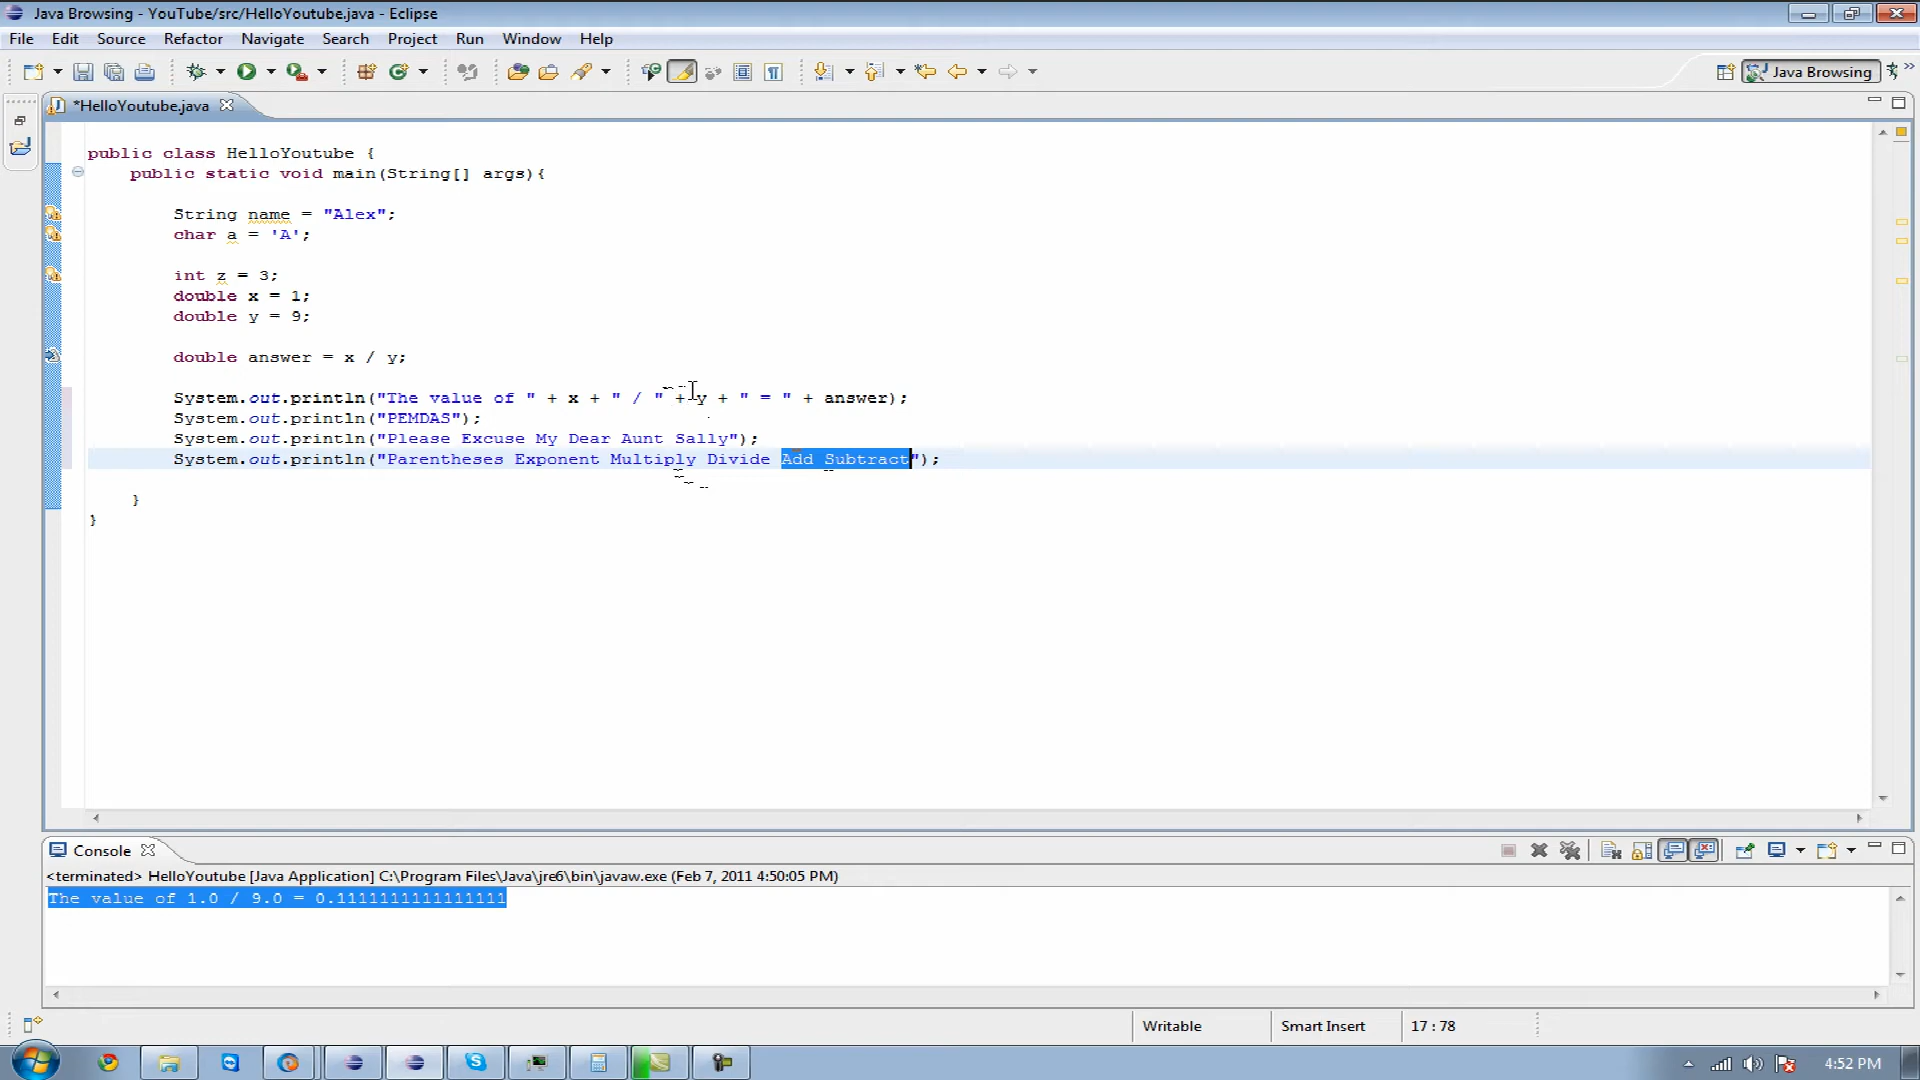 Java Browsing - YouTube/src/HelloYoutube.java - Eclipse
File Edit Source Refactor Navigate Search Project Run Window Help
Java Browsing
*HelloYoutube.java
public class HelloYoutube {
public static void main(String[] args){
String name = "Alex";
char a = 'A';
int z = 3;
double x = 1;
double y = 9;
double answer = x / y;
System.out.println("The value of " + x + " / " + y + " = " + answer);
System.out.println("PEMDAS");
System.out.println("Please Excuse My Dear Aunt Sally");
System.out.println("Parentheses Exponent Multiply Divide Add Subtract");
}
}
Console
<terminated> HelloYoutube [Java Application] C:\Program Files\Java\jre6\bin\javaw.exe (Feb 7, 2011 4:50:05 PM)
The value of 1.0 / 9.0 = 0.1111111111111111
Writable Smart Insert 17 : 78
4:52 PM